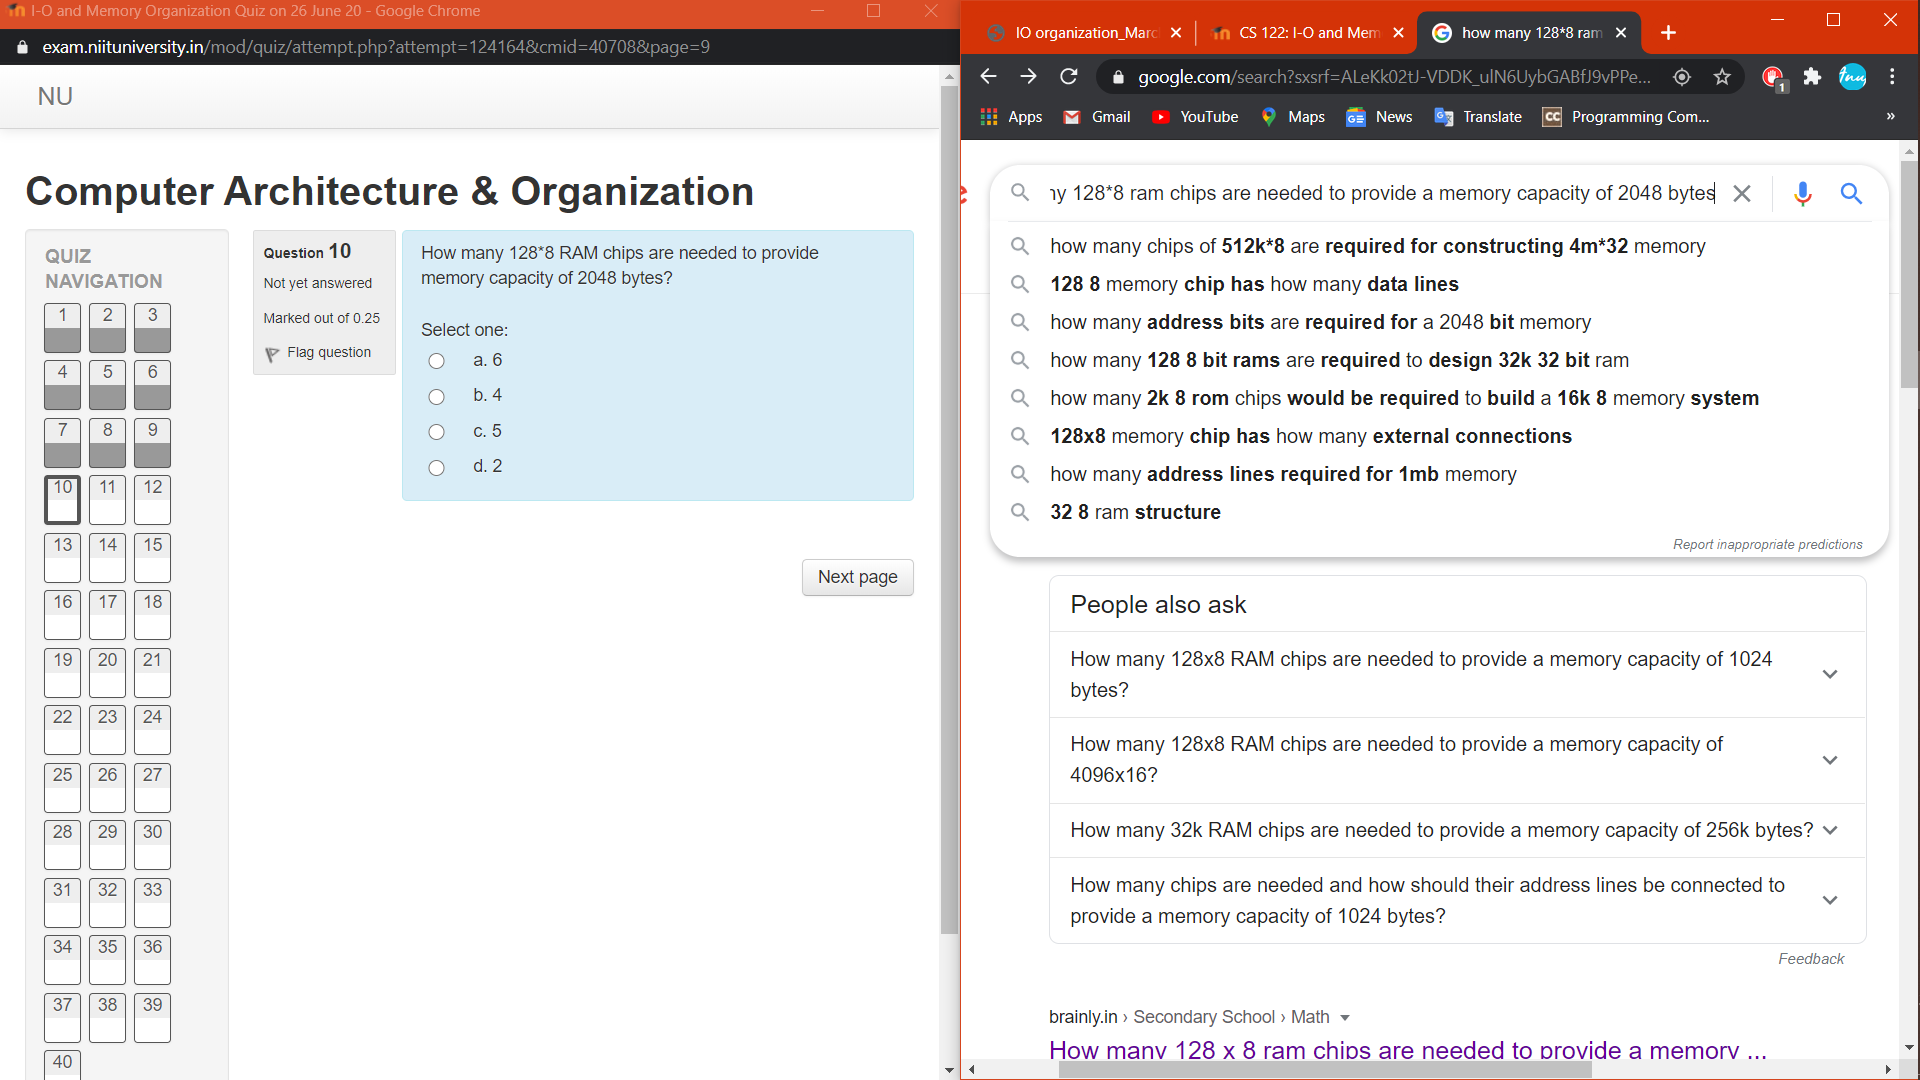 I-O and Memory Organization Quiz on 26 June 20 - Google Chrome
exam.niituniversity.in/mod/quiz/attempt.php?attempt=124164&cmid=40708&page=9
NU
Computer Architecture & Organization
QUIZ
NAVIGATION
1 2 3
4 5 6
7 8 9
10 11 12
13 14 15
16 17 18
19 20 21
22 23 24
25 26 27
28 29 30
31 32 33
34 35 36
37 38 39
40
Question 10
Not yet answered
Marked out of 0.25
Flag question
How many 128*8 RAM chips are needed to provide
memory capacity of 2048 bytes?
Select one:
a. 6
b. 4
c. 5
d. 2
Next page
IO organization_Marc
CS 122: I-O and Mem
how many 128*8 ram
google.com/search?sxsrf=ALeKk02tJ-VDDK_ulN6UybGABfJ9vPPe...
1
Apps Gmail YouTube Maps News Translate CC Programming Com... »
ny 128*8 ram chips are needed to provide a memory capacity of 2048 bytes
how many chips of 512k*8 are required for constructing 4m*32 memory
128 8 memory chip has how many data lines
how many address bits are required for a 2048 bit memory
how many 128 8 bit rams are required to design 32k 32 bit ram
how many 2k 8 rom chips would be required to build a 16k 8 memory system
128x8 memory chip has how many external connections
how many address lines required for 1mb memory
32 8 ram structure
Report inappropriate predictions
People also ask
How many 128x8 RAM chips are needed to provide a memory capacity of 1024
bytes?
How many 128x8 RAM chips are needed to provide a memory capacity of
4096x16?
How many 32k RAM chips are needed to provide a memory capacity of 256k bytes?
How many chips are needed and how should their address lines be connected to
provide a memory capacity of 1024 bytes?
Feedback
brainly.in › Secondary School › Math
How many 128 x 8 ram chips are needed to provide a memory ...